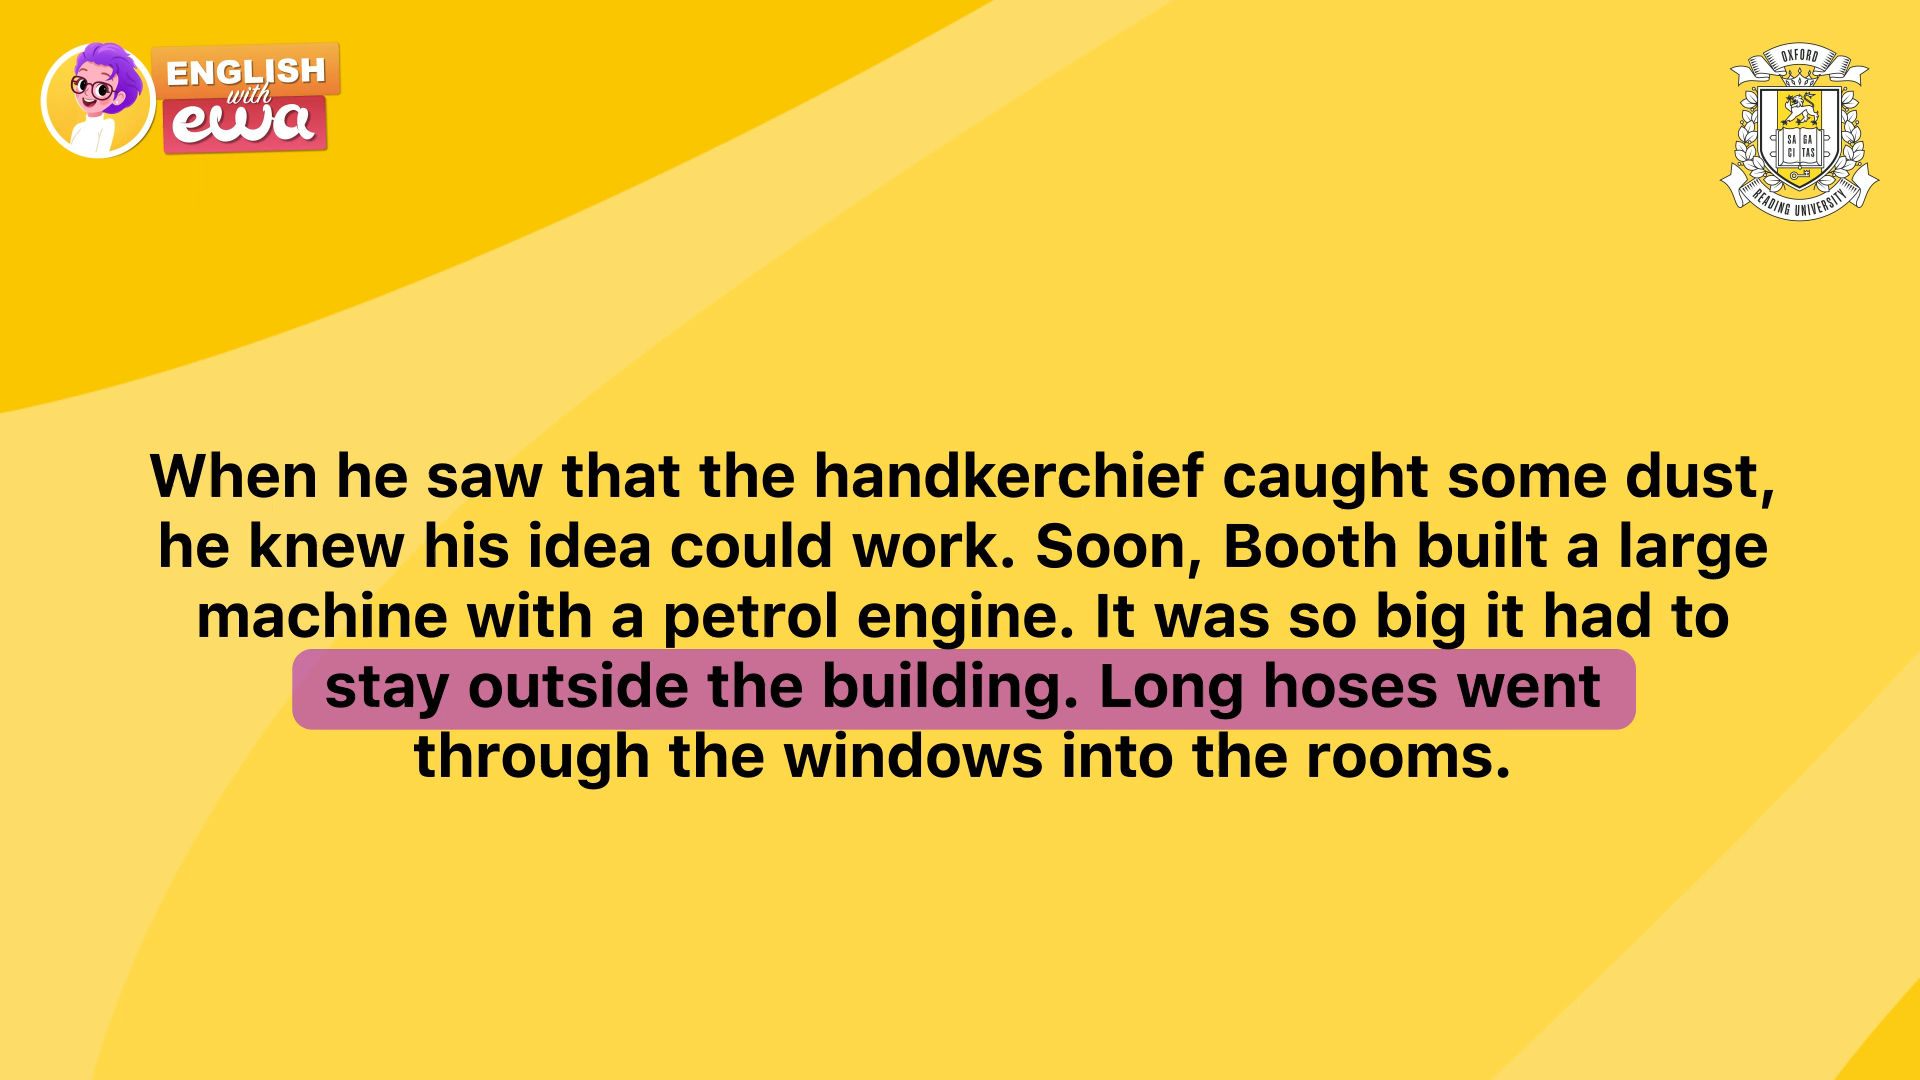 ENGLISH
with
ewa
OXFORD
SA GA
CI TAS
READING UNIVERSITY
When he saw that the handkerchief caught some dust,
he knew his idea could work. Soon, Booth built a large
machine with a petrol engine. It was so big it had to
stay outside the building. Long hoses went
through the windows into the rooms.